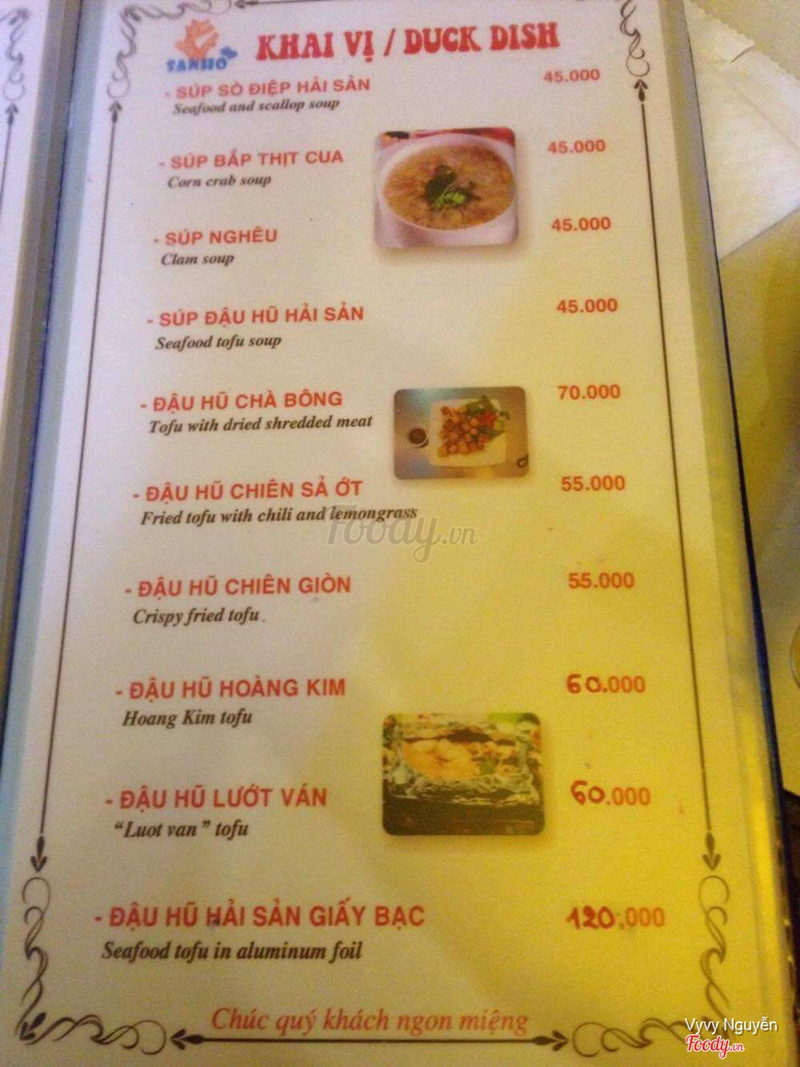 TANHO
KHAI VỊ / DUCK DISH
- SÚP SÒ ĐIỆP HẢI SẢN 45.000
Seafood and scallop soup
- SÚP BẮP THỊT CUA 45.000
Corn crab soup
- SÚP NGHÊU 45.000
Clam soup
- SÚP ĐẬU HŨ HẢI SẢN 45.000
Seafood tofu soup
- ĐẬU HŨ CHÀ BÔNG 70.000
Tofu with dried shredded meat
- ĐẬU HŨ CHIÊN SẢ ỚT 55.000
Fried tofu with chili and lemongrass
Foody.vn
- ĐẬU HŨ CHIÊN GIÒN 55.000
Crispy fried tofu.
- ĐẬU HŨ HOÀNG KIM 60.000
Hoang Kim tofu
- ĐẬU HŨ LƯỚT VÁN 60.000
"Luot van" tofu
- ĐẬU HŨ HẢI SẢN GIẤY BẠC 120.000
Seafood tofu in aluminum foil
Chúc quý khách ngon miệng
Vyvy Nguyễn
Foody.vn